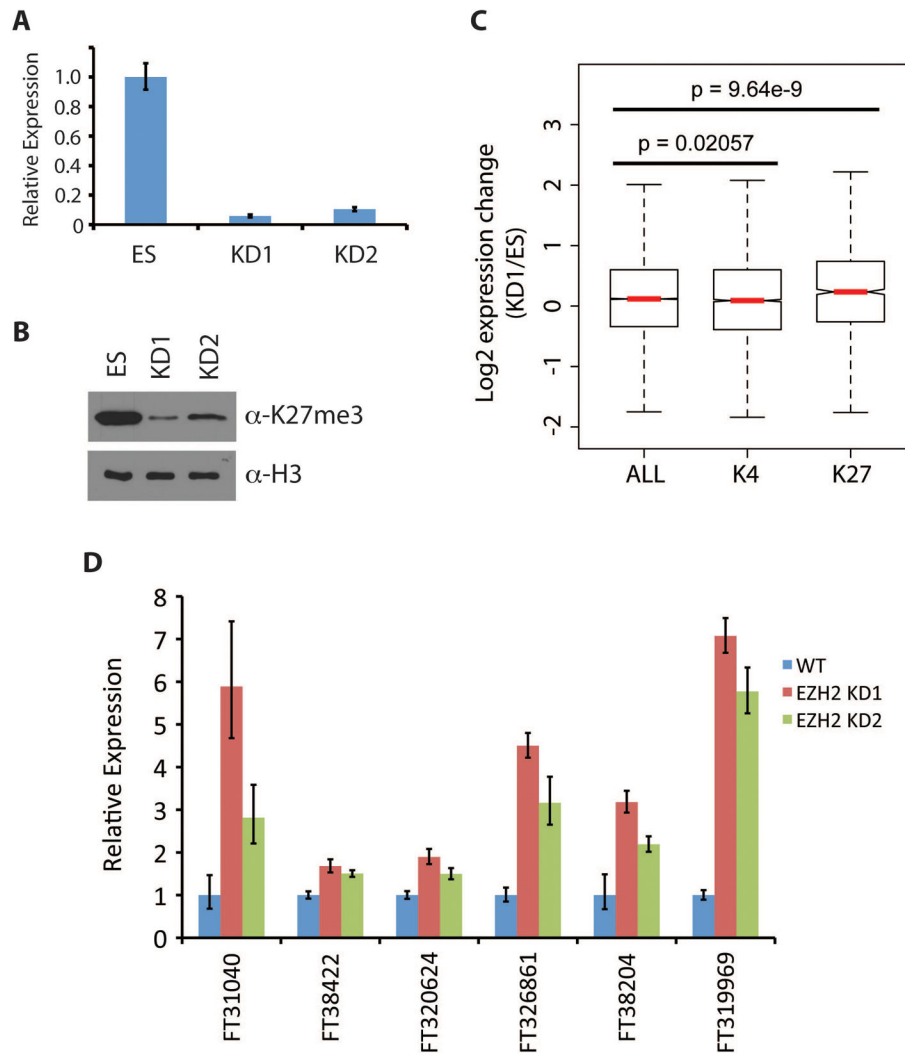 A
Relative Expression
1.0
0.8
0.6
0.4
0.2
0
ES
KD1
KD2
B
ES
KD1
KD2
α-K27me3
α-H3
C
Log2 expression change
(KD1/ES)
3
2
1
0
-1
-2
p = 9.64e-9
p = 0.02057
ALL
K4
K27
D
Relative Expression
8
7
6
5
4
3
2
1
0
WT
EZH2 KD1
EZH2 KD2
FT31040
FT38422
FT320624
FT326861
FT38204
FT319969